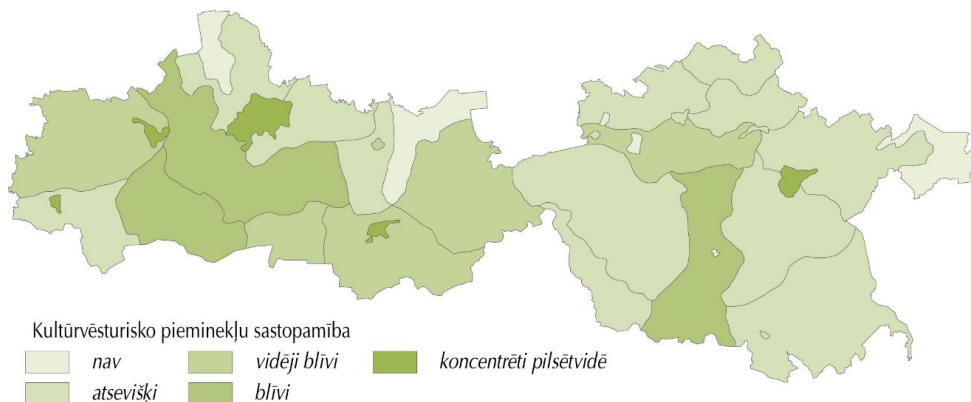 Kultūrvēsturisko pieminekļu sastopamība
nav
vidēji blīvi
koncentrēti pilsētvidē
atsevišķi
blīvi